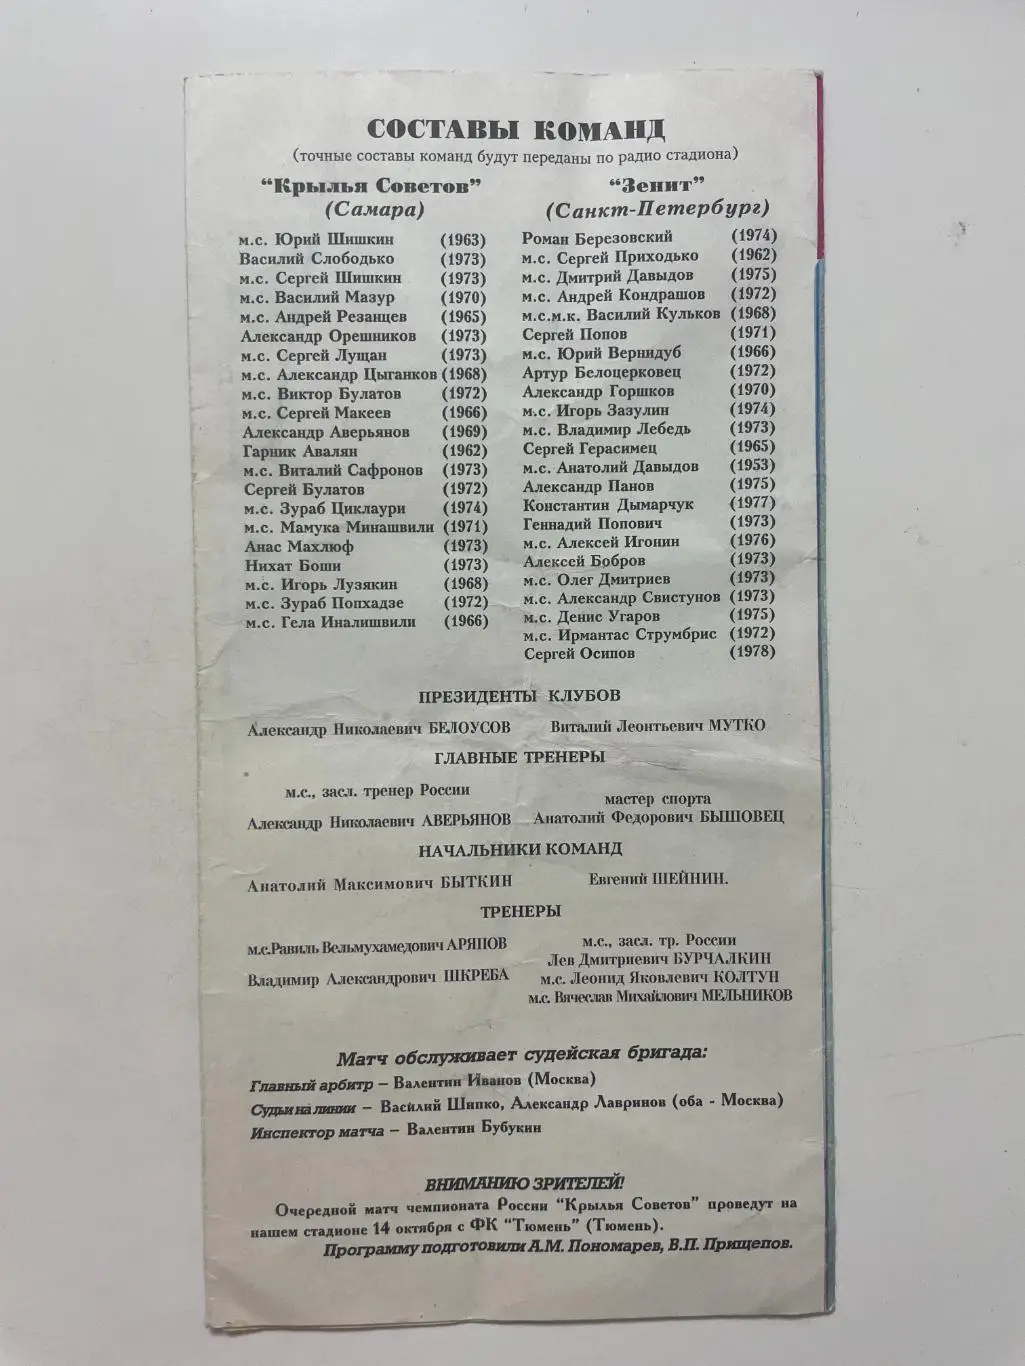 СОСТАВЫ КОМАНД
(точные составы команд будут переданы по радио стадиона)
"Крылья Советов"
(Самара)
м.с. Юрий Шишкин (1963)
Василий Слободько (1973)
м.с. Сергей Шишкин (1973)
м.с. Василий Мазур (1970)
м.с. Андрей Резанцев (1965)
Александр Орешников (1973)
м.с. Сергей Лущан (1973)
м.с. Александр Цыганков (1968)
м.с. Виктор Булатов (1972)
м.с. Сергей Макеев (1966)
Александр Аверьянов (1969)
Гарник Авалян (1962)
м.с. Виталий Сафронов (1973)
Сергей Булатов (1972)
м.с. Зураб Циклаури (1974)
м.с. Мамука Минашвили (1971)
Анас Махлюф (1973)
Нихат Боши (1973)
м.с. Игорь Лузякин (1968)
м.с. Зураб Попхадзе (1972)
м.с. Гела Иналишвили (1966)
"Зенит"
(Санкт-Петербург)
Роман Березовский (1974)
м.с. Сергей Приходько (1962)
м.с. Дмитрий Давыдов (1975)
м.с. Андрей Кондрашов (1972)
м.с.м.к. Василий Кульков (1968)
Сергей Попов (1971)
м.с. Юрий Вернидуб (1966)
Артур Белоцерковец (1972)
Александр Горшков (1970)
м.с. Игорь Зазулин (1974)
м.с. Владимир Лебедь (1973)
Сергей Герасимец (1965)
м.с. Анатолий Давыдов (1953)
Александр Панов (1975)
Константин Дымарчук (1977)
Геннадий Попович (1973)
м.с. Алексей Игонин (1976)
Алексей Бобров (1973)
м.с. Олег Дмитриев (1973)
м.с. Александр Свистунов (1973)
м.с. Денис Угаров (1975)
м.с. Ирмантас Струмбрис (1972)
Сергей Осипов (1978)
ПРЕЗИДЕНТЫ КЛУБОВ
Александр Николаевич БЕЛОУСОВ Виталий Леонтьевич МУТКО
ГЛАВНЫЕ ТРЕНЕРЫ
м.с., засл. тренер России
Александр Николаевич АВЕРЬЯНОВ
мастер спорта
Анатолий Федорович БЫШОВЕЦ
НАЧАЛЬНИКИ КОМАНД
Анатолий Максимович БЫТКИН Евгений ШЕЙНИН.
ТРЕНЕРЫ
м.с.Равиль Вельмухамедович АРЯПОВ
Владимир Александрович ШКРЕБА
м.с., засл. тр. России
Лев Дмитриевич БУРЧАЛКИН
м.с. Леонид Яковлевич КОЛТУН
м.с. Вячеслав Михайлович МЕЛЬНИКОВ
Матч обслуживает судейская бригада:
Главный арбитр – Валентин Иванов (Москва)
Судьи на линии – Василий Шипко, Александр Лавринов (оба - Москва)
Инспектор матча – Валентин Бубукин
ВНИМАНИЮ ЗРИТЕЛЕЙ!
Очередной матч чемпионата России "Крылья Советов" проведут на
нашем стадионе 14 октября с ФК "Тюмень" (Тюмень).
Программу подготовили А.М. Пономарев, В.П. Прищепов.